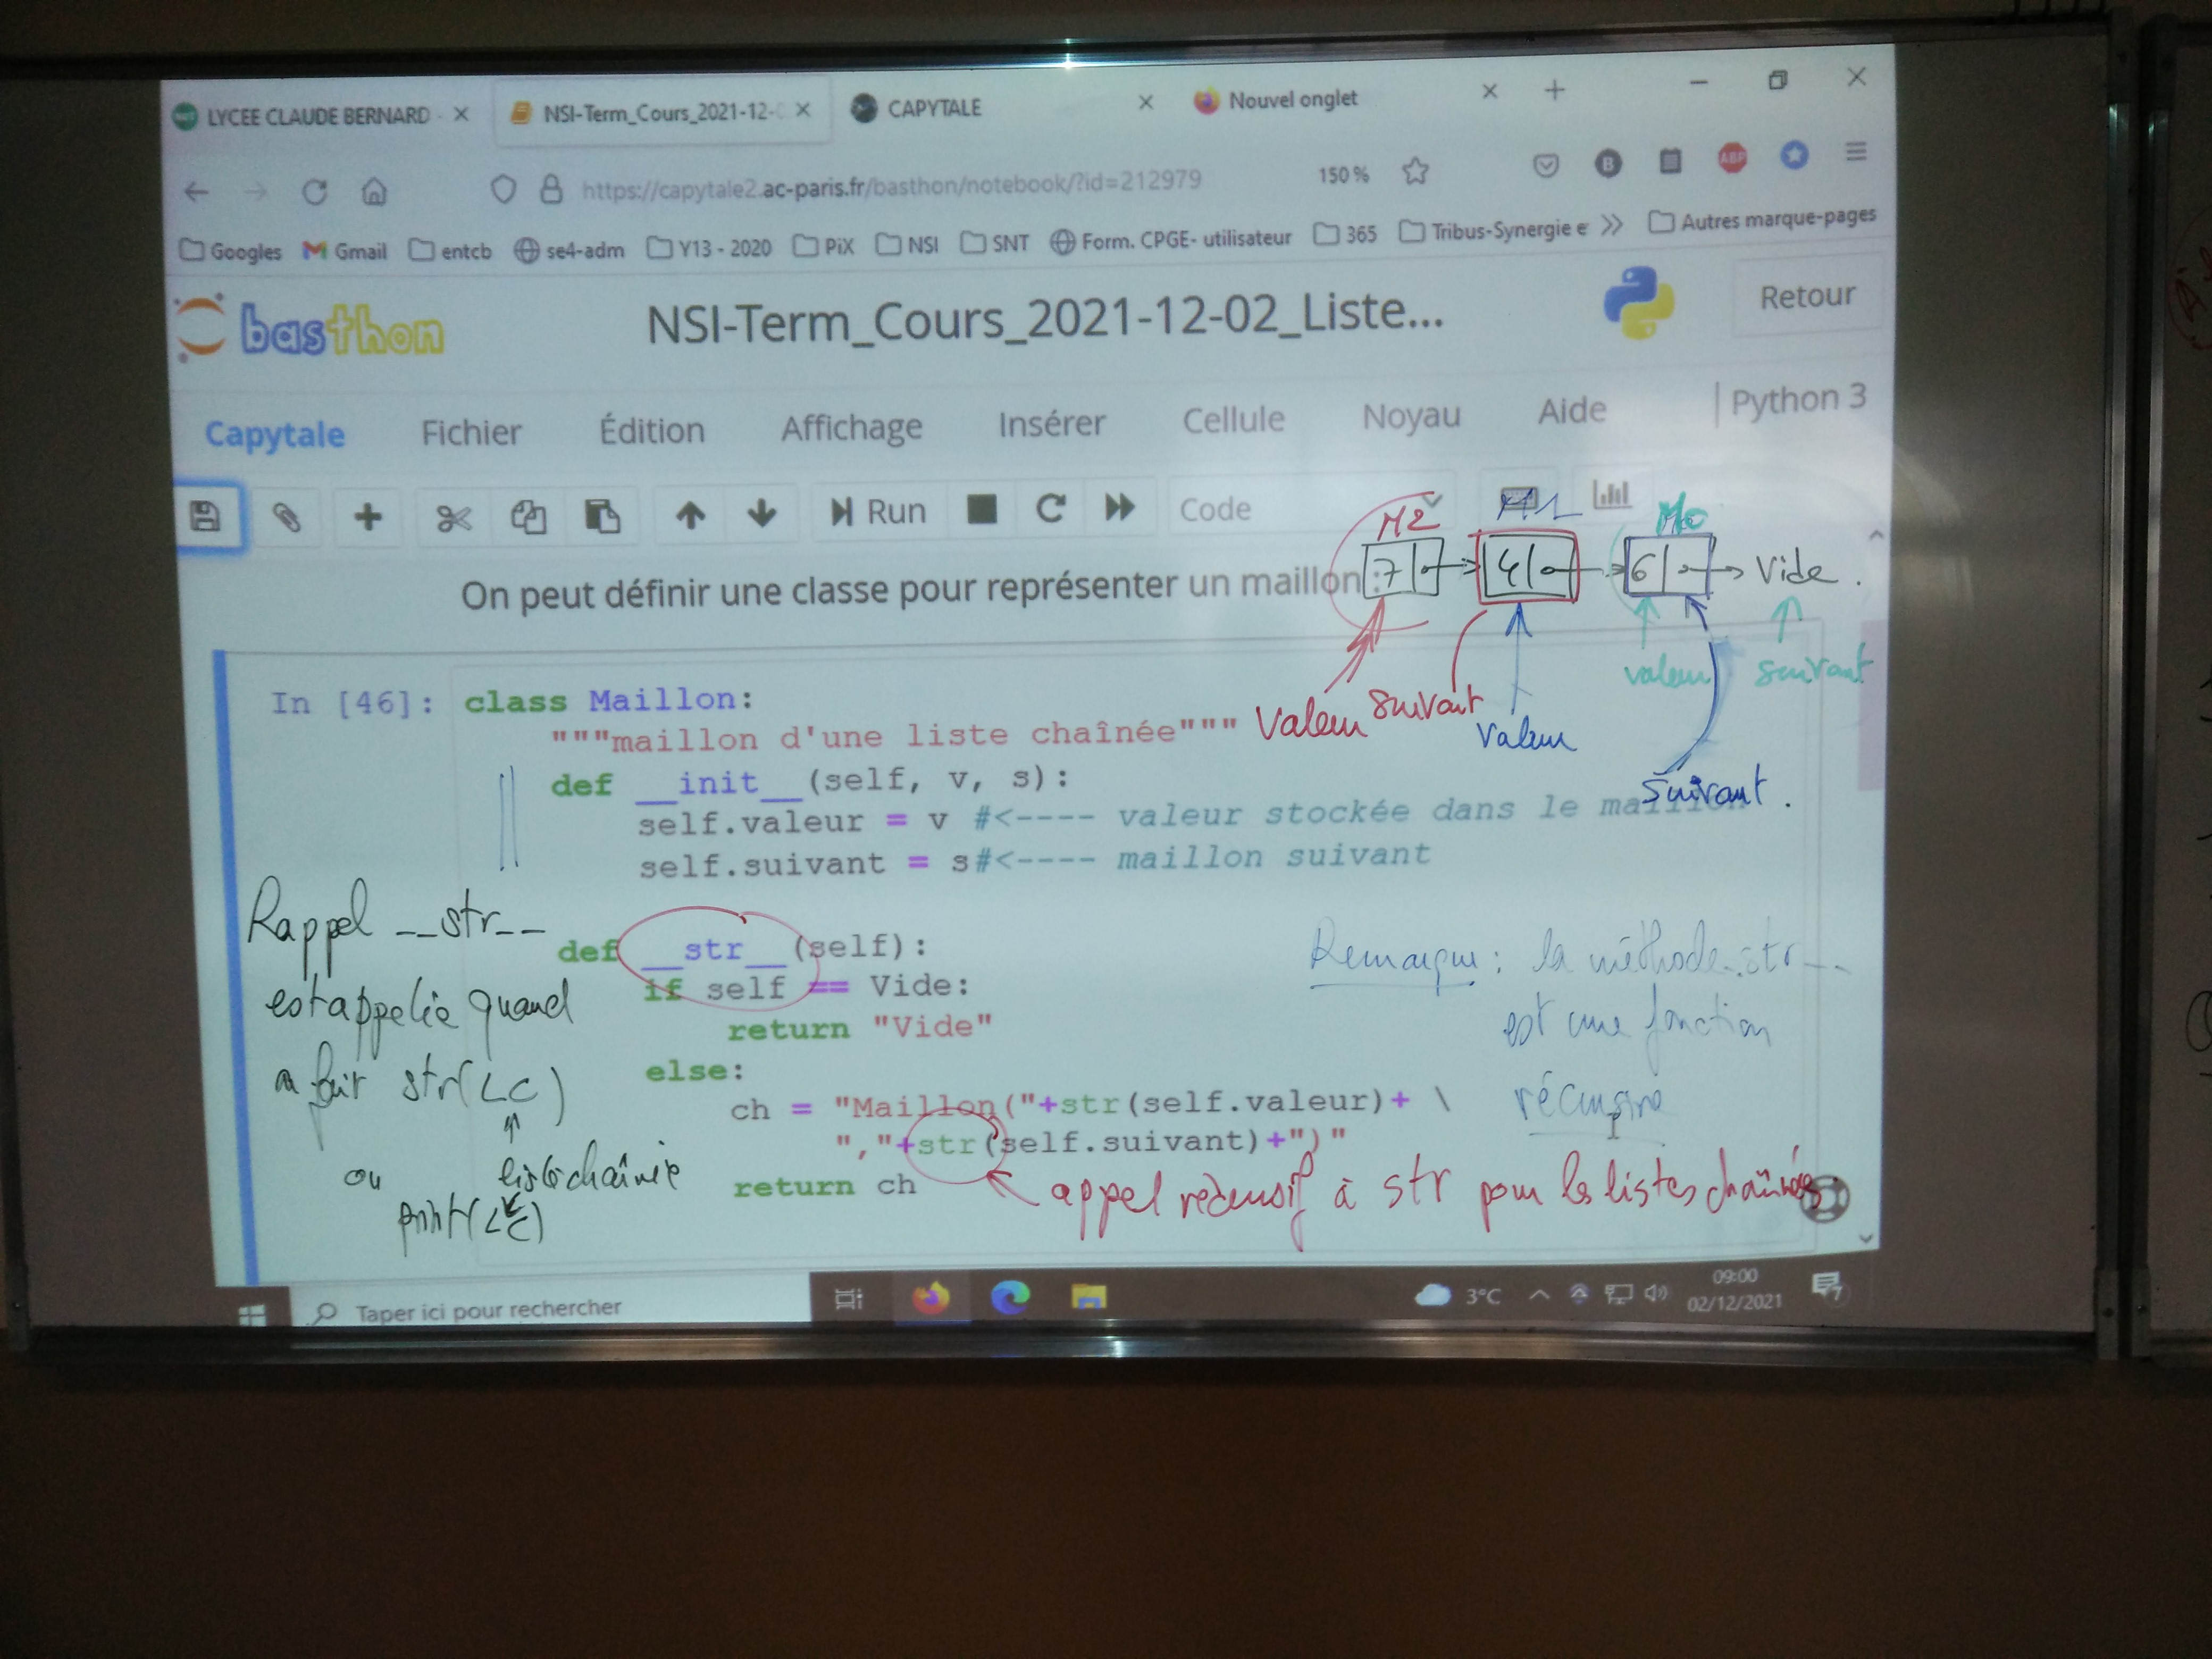 LYCEE CLAUDE BERNARD
NSI-Term_Cours_2021-12-0
CAPYTALE
Nouvel onglet
https://capytale2.ac-paris.fr/basthon/notebook/?id=212979
150 %
Googles
Gmail
entcb
se4-adm
Y13 - 2020
PiX
NSI
SNT
Form. CPGE- utilisateur
365
Tribus-Synergie e
Autres marque-pages
basthon
NSI-Term_Cours_2021-12-02_Liste...
Retour
Capytale Fichier Édition Affichage Insérer Cellule Noyau Aide Python 3
Run
Code
M2 M1 M0
On peut définir une classe pour représenter un maillon :
7 4 6 Vide.
valeur suivant
Valeur suivant
Valeur
Suivant.
In [46]: class Maillon:
"""maillon d'une liste chaînée"""
def __init__(self, v, s):
self.valeur = v #<---- valeur stockée dans le maillon
self.suivant = s#<---- maillon suivant
Rappel __str__
est appelée quand
a fait str(LC)
liste chaînée
ou
print(LC)
def __str__(self):
if self == Vide:
return "Vide"
else:
ch = "Maillon("+str(self.valeur)+ \
","+str(self.suivant)+")"
return ch
Remarque : la méthode __str__
est une fonction
récursive
appel récursif à str pour les listes chaînées.
Taper ici pour rechercher
3°C
09:00
02/12/2021
7